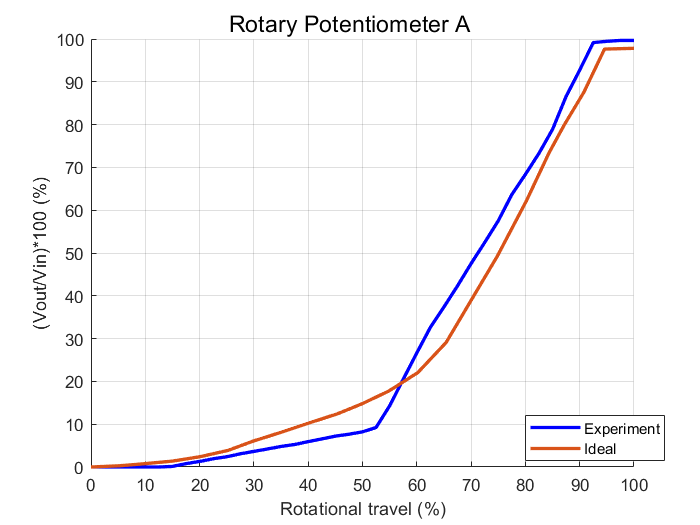 Rotary Potentiometer A
(Vout/Vin)*100 (%)
100
90
80
70
60
50
40
30
20
10
0
0 10 20 30 40 50 60 70 80 90 100
Rotational travel (%)
Experiment
Ideal